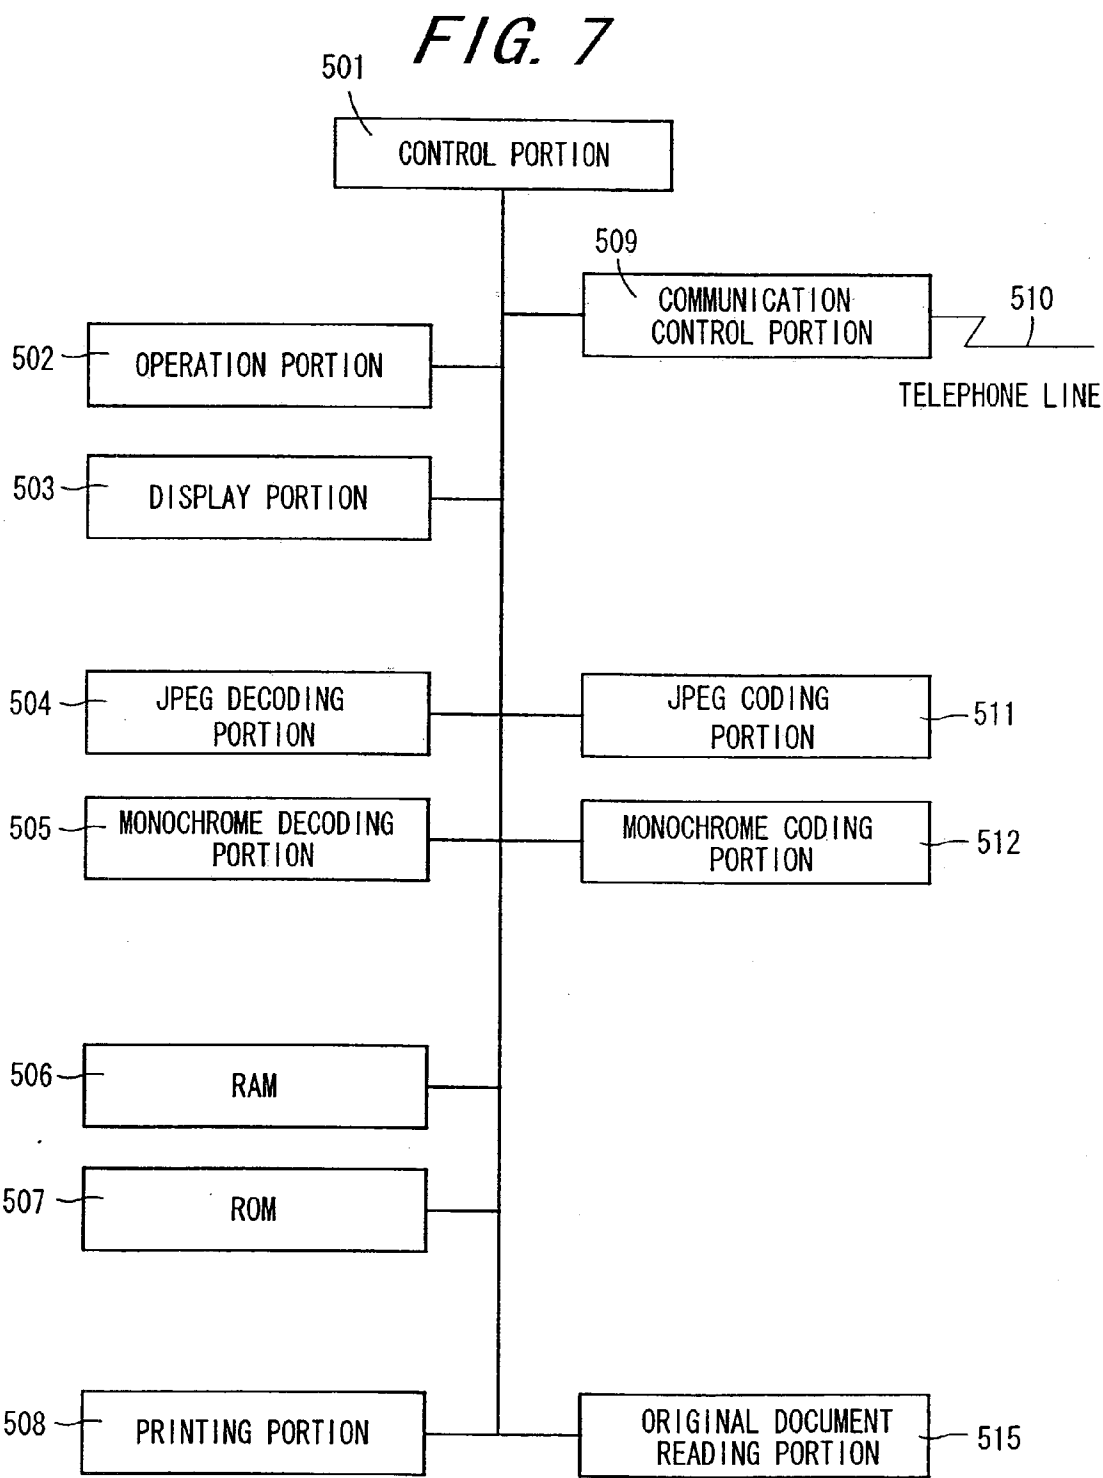 FIG. 7
501
CONTROL PORTION
509
COMMUNICATION
CONTROL PORTION
510
TELEPHONE LINE
502
OPERATION PORTION
503
DISPLAY PORTION
504
JPEG DECODING
PORTION
JPEG CODING
PORTION
511
505
MONOCHROME DECODING
PORTION
MONOCHROME CODING
PORTION
512
506
RAM
507
ROM
508
PRINTING PORTION
ORIGINAL DOCUMENT
READING PORTION
515